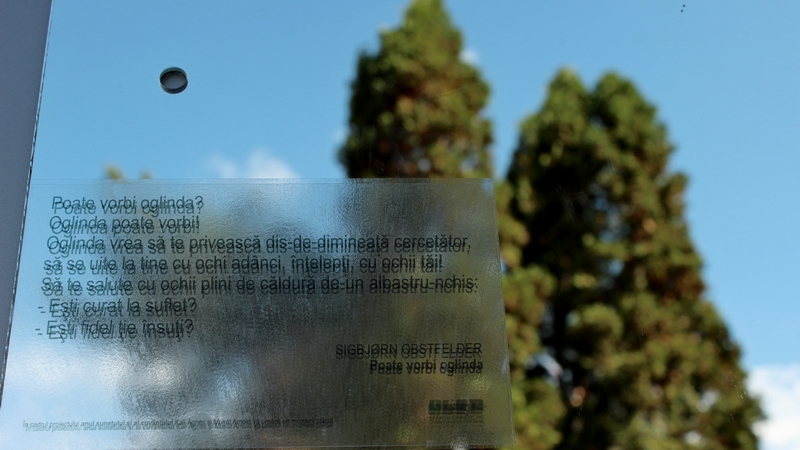 Poate vorbi oglinda?
Oglinda poate vorbi!
Oglinda vrea să te privească dis-de-dimineață cercetător,
să se uite la tine cu ochi adânci, înțelepți, cu ochii tăi!
Să te salute cu ochii plini de căldură de-un albastru-nchis:
- Ești curat la suflet?
- Ești fidel ție însuți?
SIGBJØRN OBSTFELDER
Poate vorbi oglinda